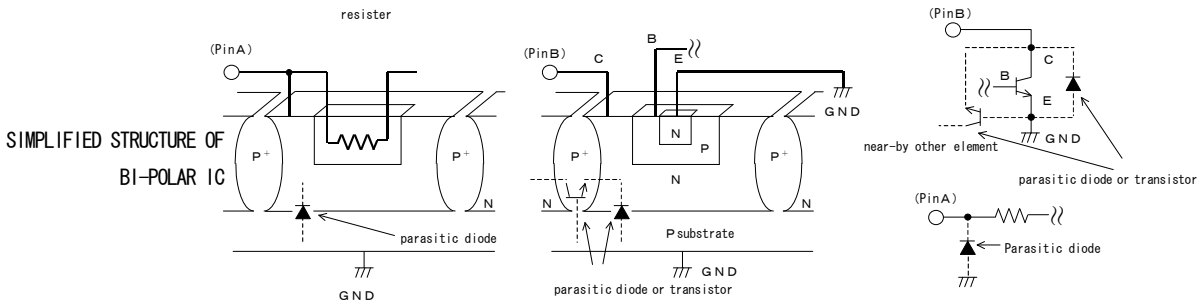 resister
(PinA)
P+
P+
N
parasitic diode
GND
SIMPLIFIED STRUCTURE OF
BI-POLAR IC
(PinB)
C
B
E
GND
N
P
P+
P+
N
N
N
P substrate
GND
parasitic diode or transistor
(PinB)
C
B
E
GND
near-by other element
parasitic diode or transistor
(PinA)
Parasitic diode